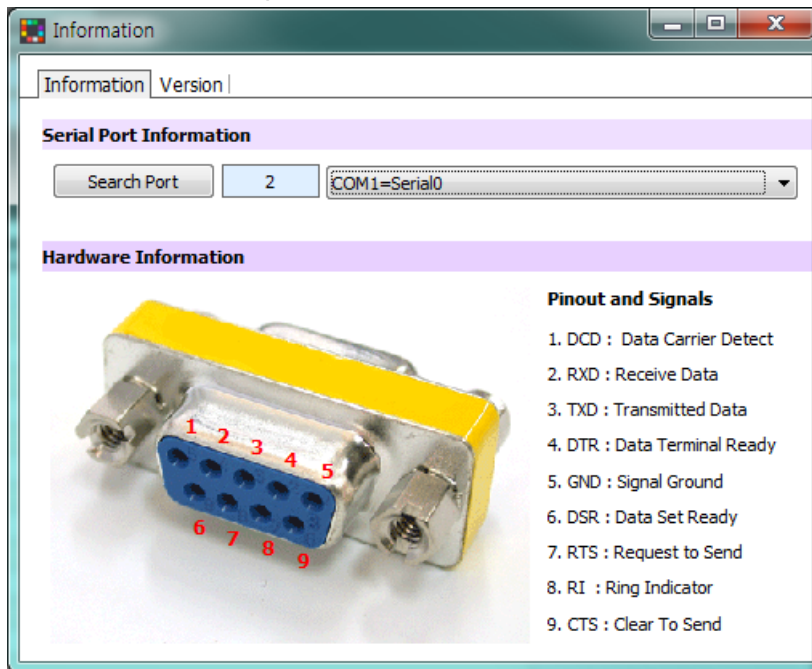 Information
Information Version
Serial Port Information
Search Port 2 COM1=Serial0
Hardware Information
Pinout and Signals
1. DCD : Data Carrier Detect
2. RXD : Receive Data
3. TXD : Transmitted Data
4. DTR : Data Terminal Ready
5. GND : Signal Ground
6. DSR : Data Set Ready
7. RTS : Request to Send
8. RI : Ring Indicator
9. CTS : Clear To Send
1 2 3 4 5
6 7 8 9